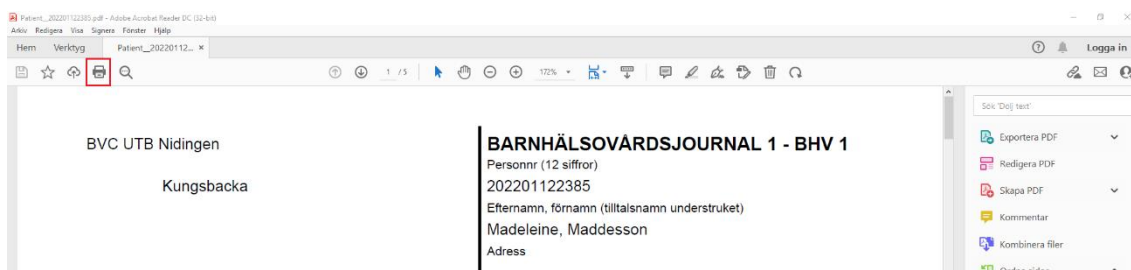 Patient__202201122385.pdf - Adobe Acrobat Reader DC (32-bit)
Arkiv Redigera Visa Signera Fönster Hjälp
Hem Verktyg Patient__20220112... × Logga in
1 / 5 172%
Sök 'Dölj text'
BVC UTB Nidingen
Kungsbacka
BARNHÄLSOVÅRDSJOURNAL 1 - BHV 1
Personnr (12 siffror)
202201122385
Efternamn, förnamn (tilltalsnamn understruket)
Madeleine, Maddesson
Adress
Exportera PDF
Redigera PDF
Skapa PDF
Kommentar
Kombinera filer